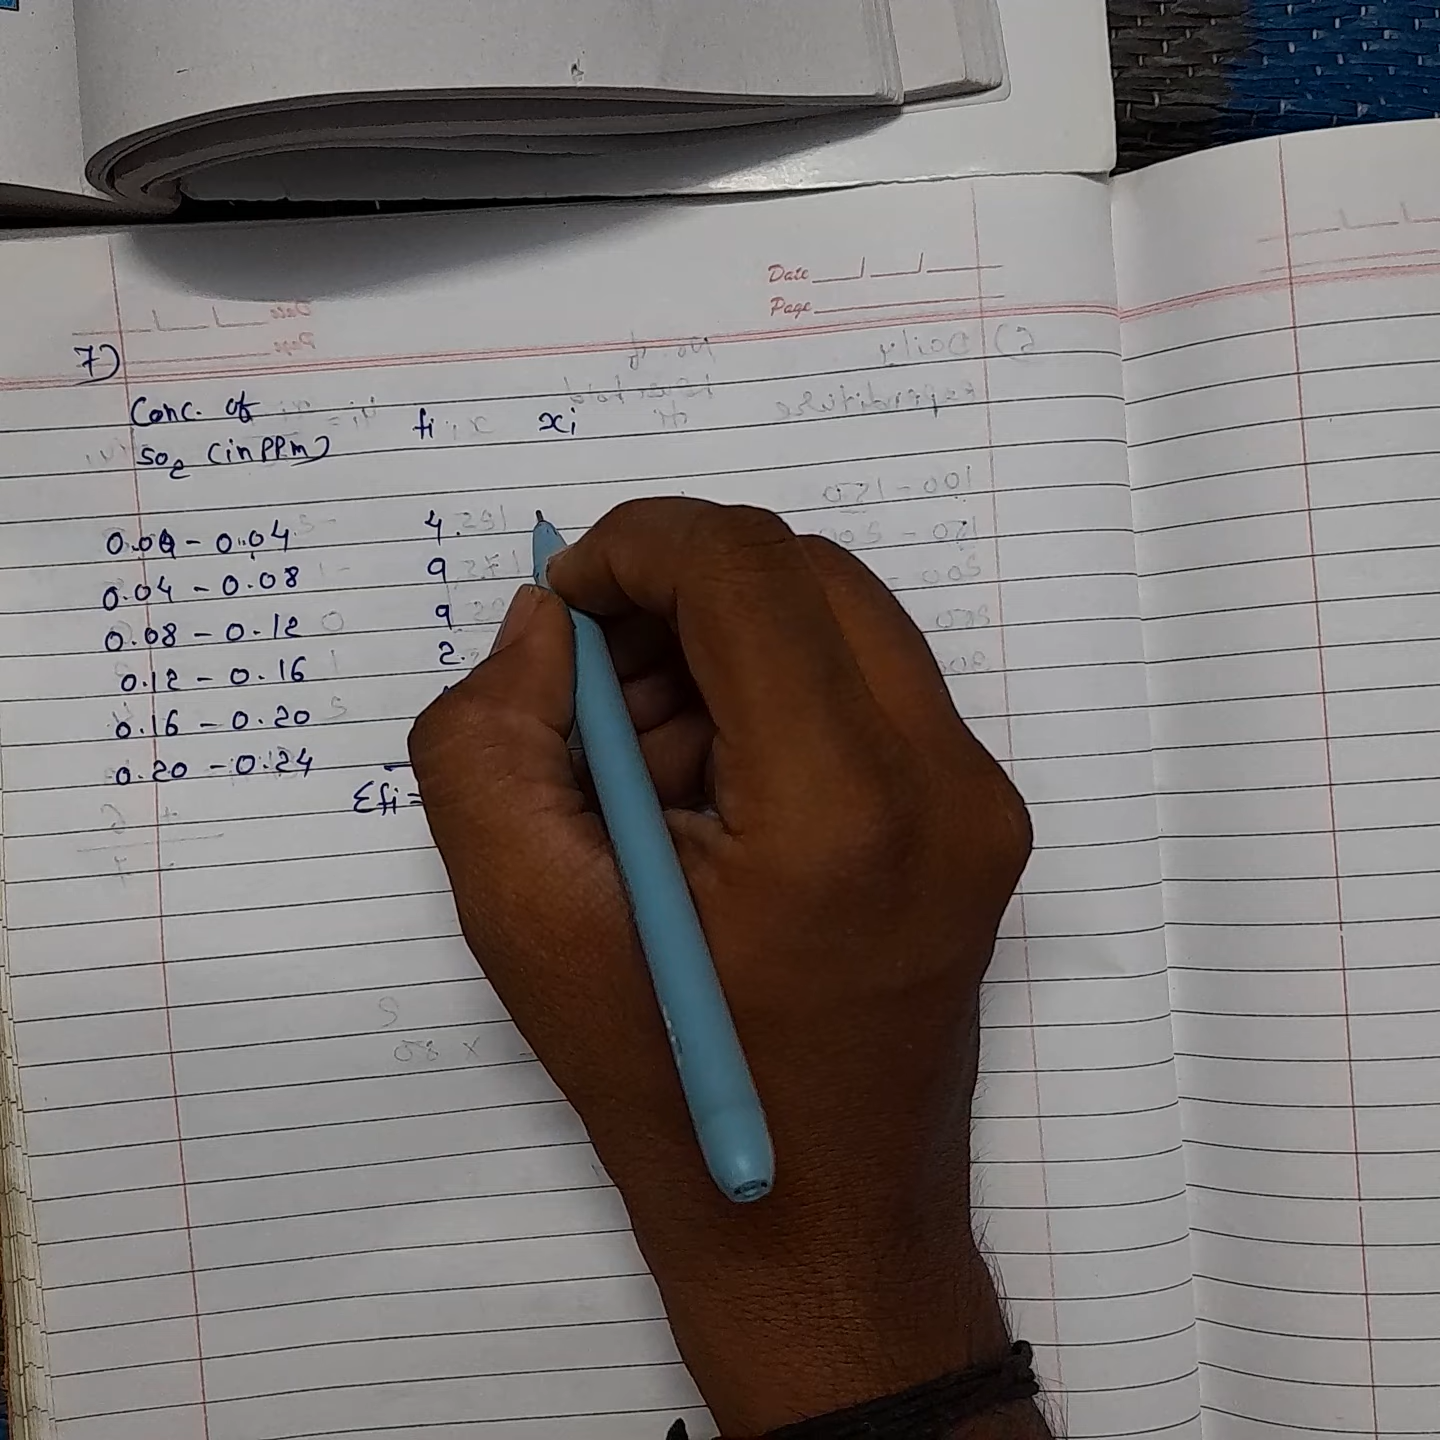 Date
Page
7)
Conc. of fi xi
SO2 (in PPm)
0.00 - 0.04 4
0.04 - 0.08 9
0.08 - 0.12 9
0.12 - 0.16 2
0.16 - 0.20
0.20 - 0.24
Σfi =